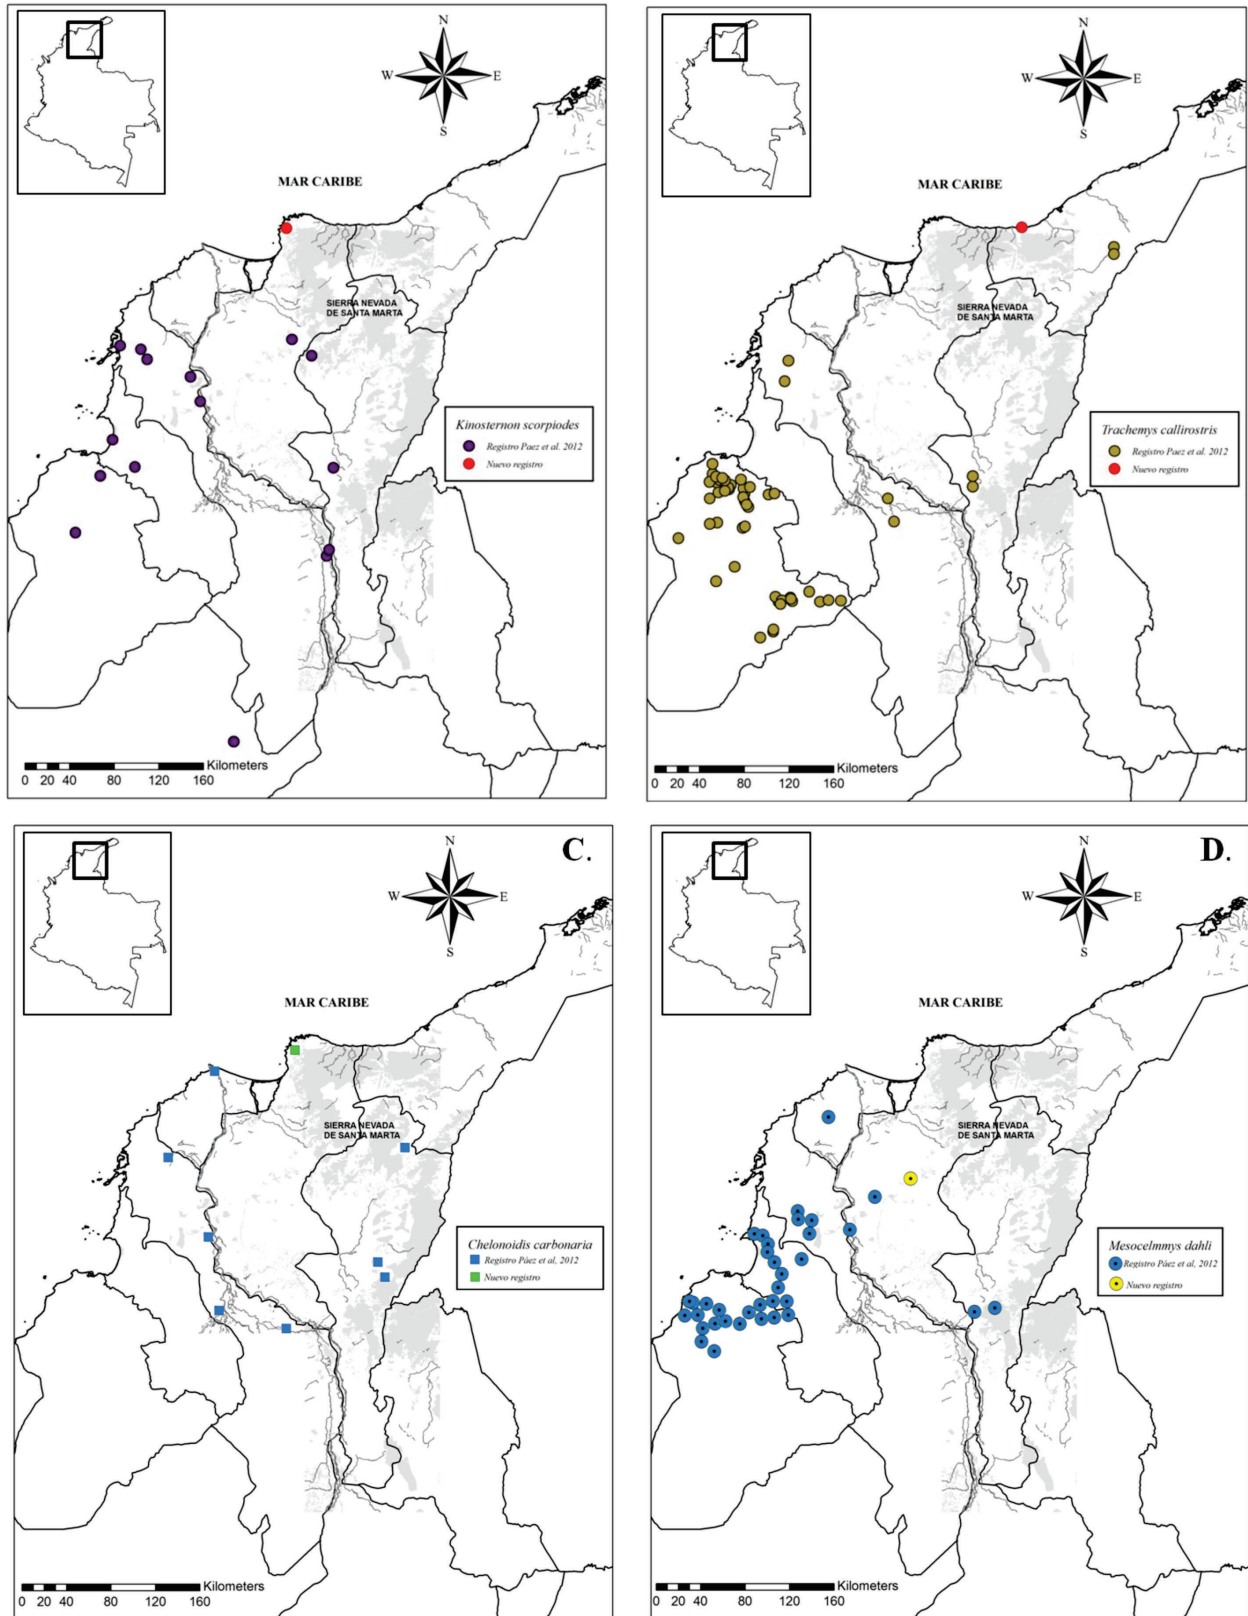 N
W
E
S
MAR CARIBE
SIERRA NEVADA
DE SANTA MARTA
Kinosternon scorpiodes
Registro Paez et al. 2012
Nuevo registro
Kilometers
0 20 40 80 120 160
N
W
E
S
MAR CARIBE
SIERRA NEVADA
DE SANTA MARTA
Trachemys callirostris
Registro Paez et al. 2012
Nuevo registro
Kilometers
0 20 40 80 120 160
C.
N
W
E
S
MAR CARIBE
SIERRA NEVADA
DE SANTA MARTA
Chelonoidis carbonaria
Registro Páez et al, 2012
Nuevo registro
Kilometers
0 20 40 80 120 160
D.
N
W
E
S
MAR CARIBE
SIERRA NEVADA
DE SANTA MARTA
Mesocelmmys dahli
Registro Páez et al, 2012
Nuevo registro
Kilometers
0 20 40 80 120 160